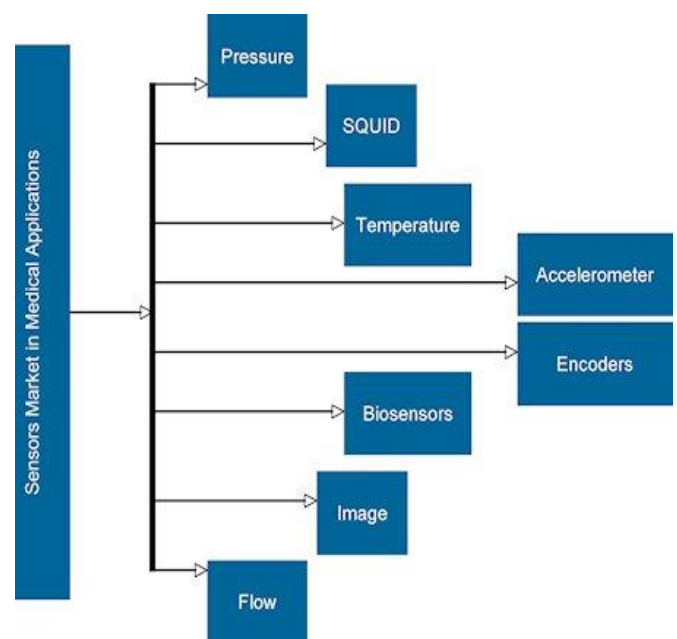 Sensors Market in Medical Applications
Pressure
SQUID
Temperature
Accelerometer
Encoders
Biosensors
Image
Flow